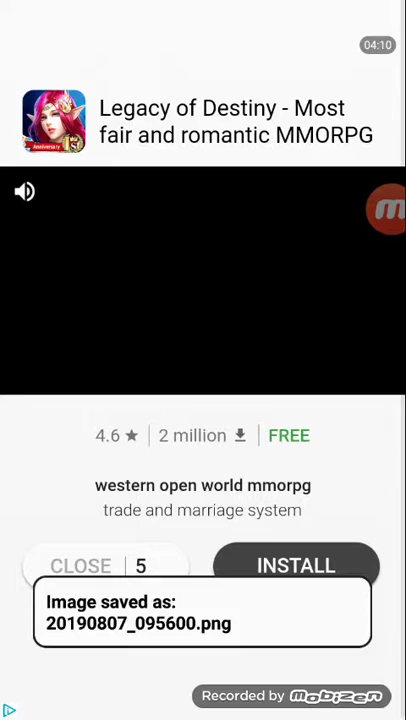 04:10
Legacy of Destiny - Most
fair and romantic MMORPG
Anniversary
4.6 ★ | 2 million | FREE
western open world mmorpg
trade and marriage system
CLOSE | 5
INSTALL
Image saved as:
20190807_095600.png
Recorded by mobizen